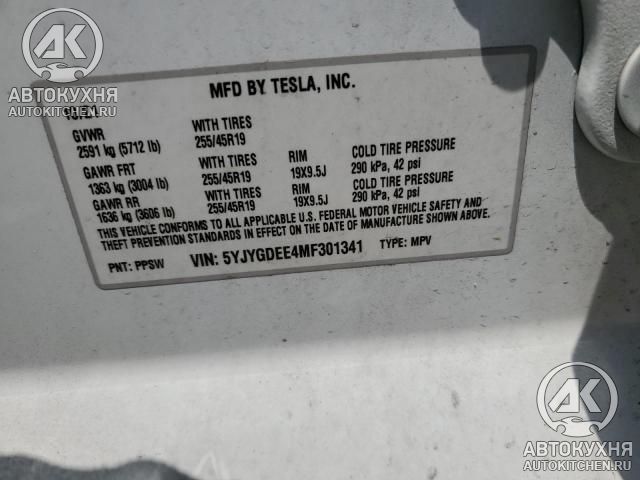 AK
АВТОКУХНЯ
AUTOKITCHEN.RU
MFD BY TESLA, INC.
GVWR
2591 kg (5712 lb)
WITH TIRES
255/45R19
GAWR FRT
1363 kg (3004 lb)
WITH TIRES
255/45R19
RIM
19X9.5J
COLD TIRE PRESSURE
290 kPa, 42 psi
GAWR RR
1636 kg (3606 lb)
WITH TIRES
255/45R19
RIM
19X9.5J
COLD TIRE PRESSURE
290 kPa, 42 psi
THIS VEHICLE CONFORMS TO ALL APPLICABLE U.S. FEDERAL MOTOR VEHICLE SAFETY AND
THEFT PREVENTION STANDARDS IN EFFECT ON THE DATE OF MANUFACTURE SHOWN ABOVE.
PNT: PPSW VIN: 5YJYGDEE4MF301341 TYPE: MPV
AK
АВТОКУХНЯ
AUTOKITCHEN.RU